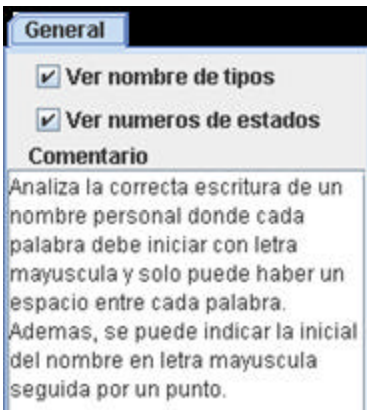 General
Ver nombre de tipos
Ver numeros de estados
Comentario
Analiza la correcta escritura de un
nombre personal donde cada
palabra debe iniciar con letra
mayuscula y solo puede haber un
espacio entre cada palabra.
Ademas, se puede indicar la inicial
del nombre en letra mayuscula
seguida por un punto.